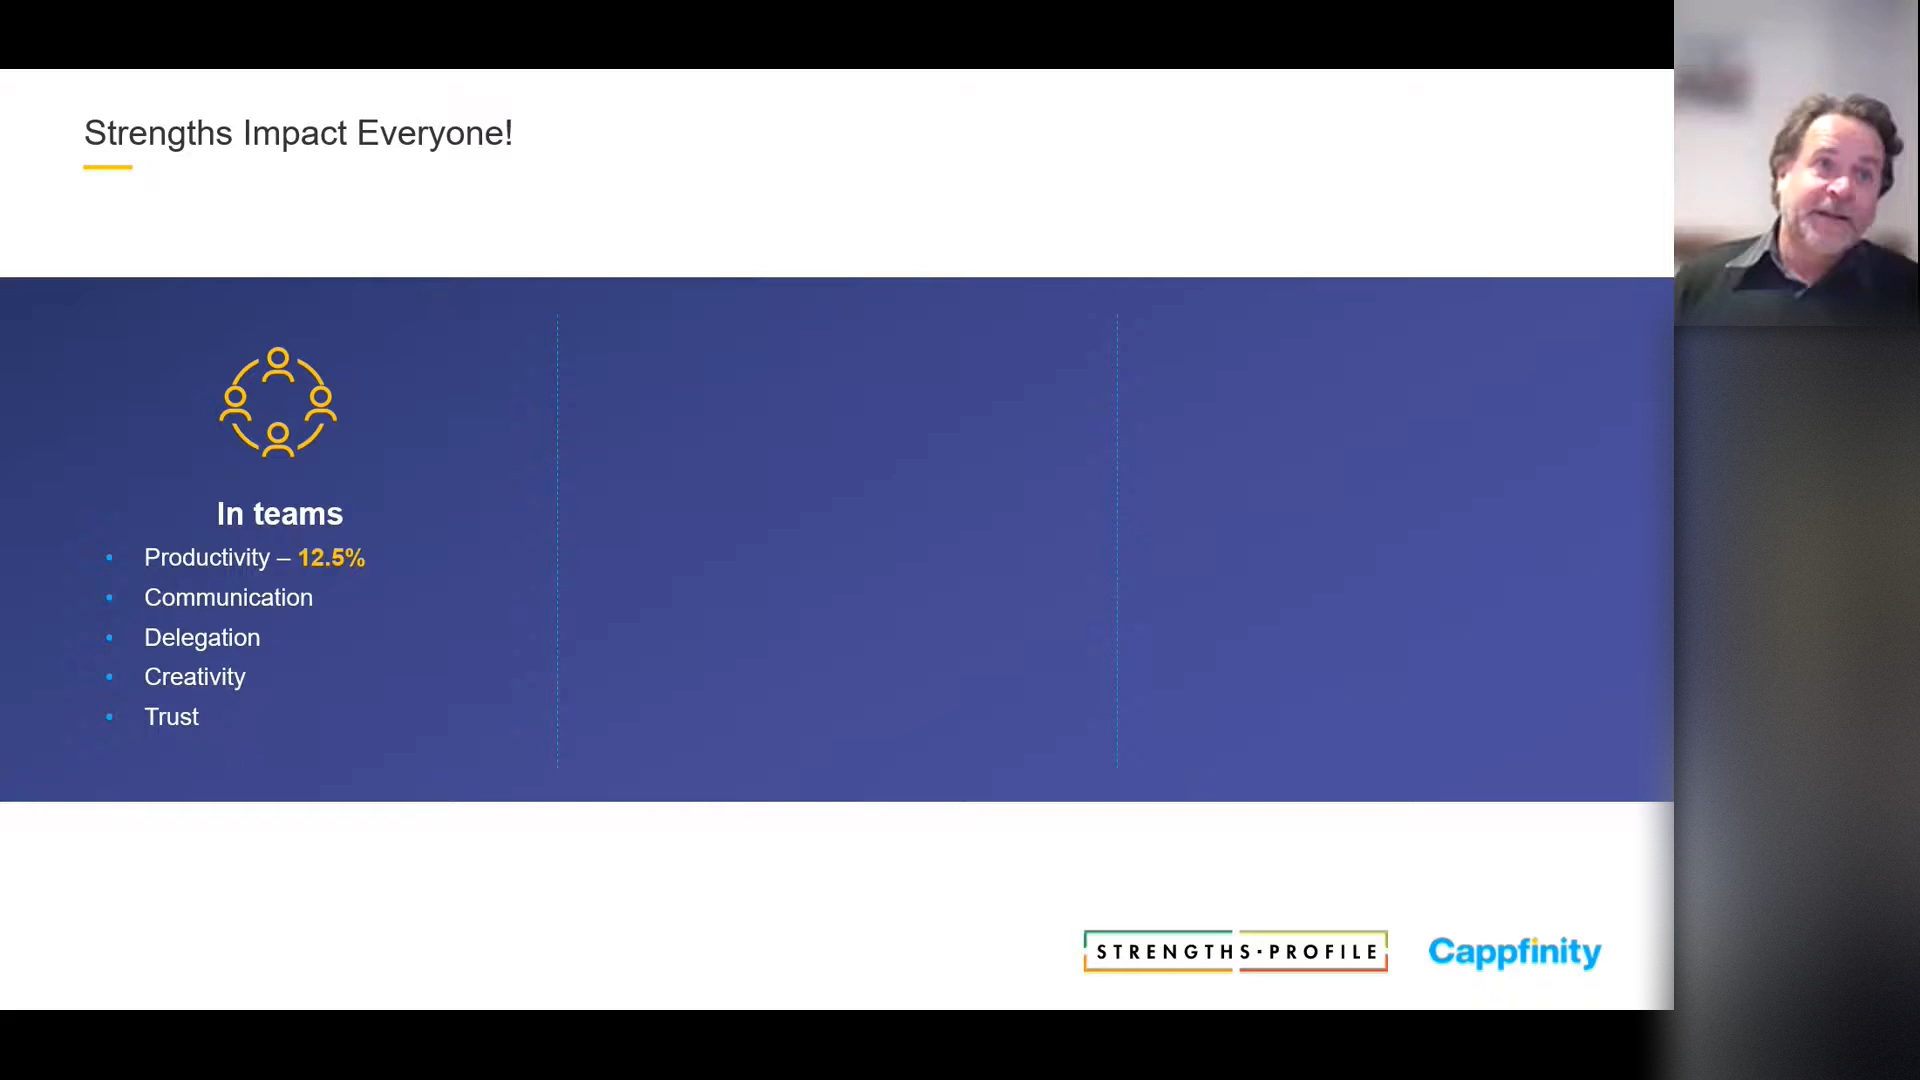 Strengths Impact Everyone!
In teams
• Productivity – 12.5%
• Communication
• Delegation
• Creativity
• Trust
STRENGTHS·PROFILE
Cappfinity